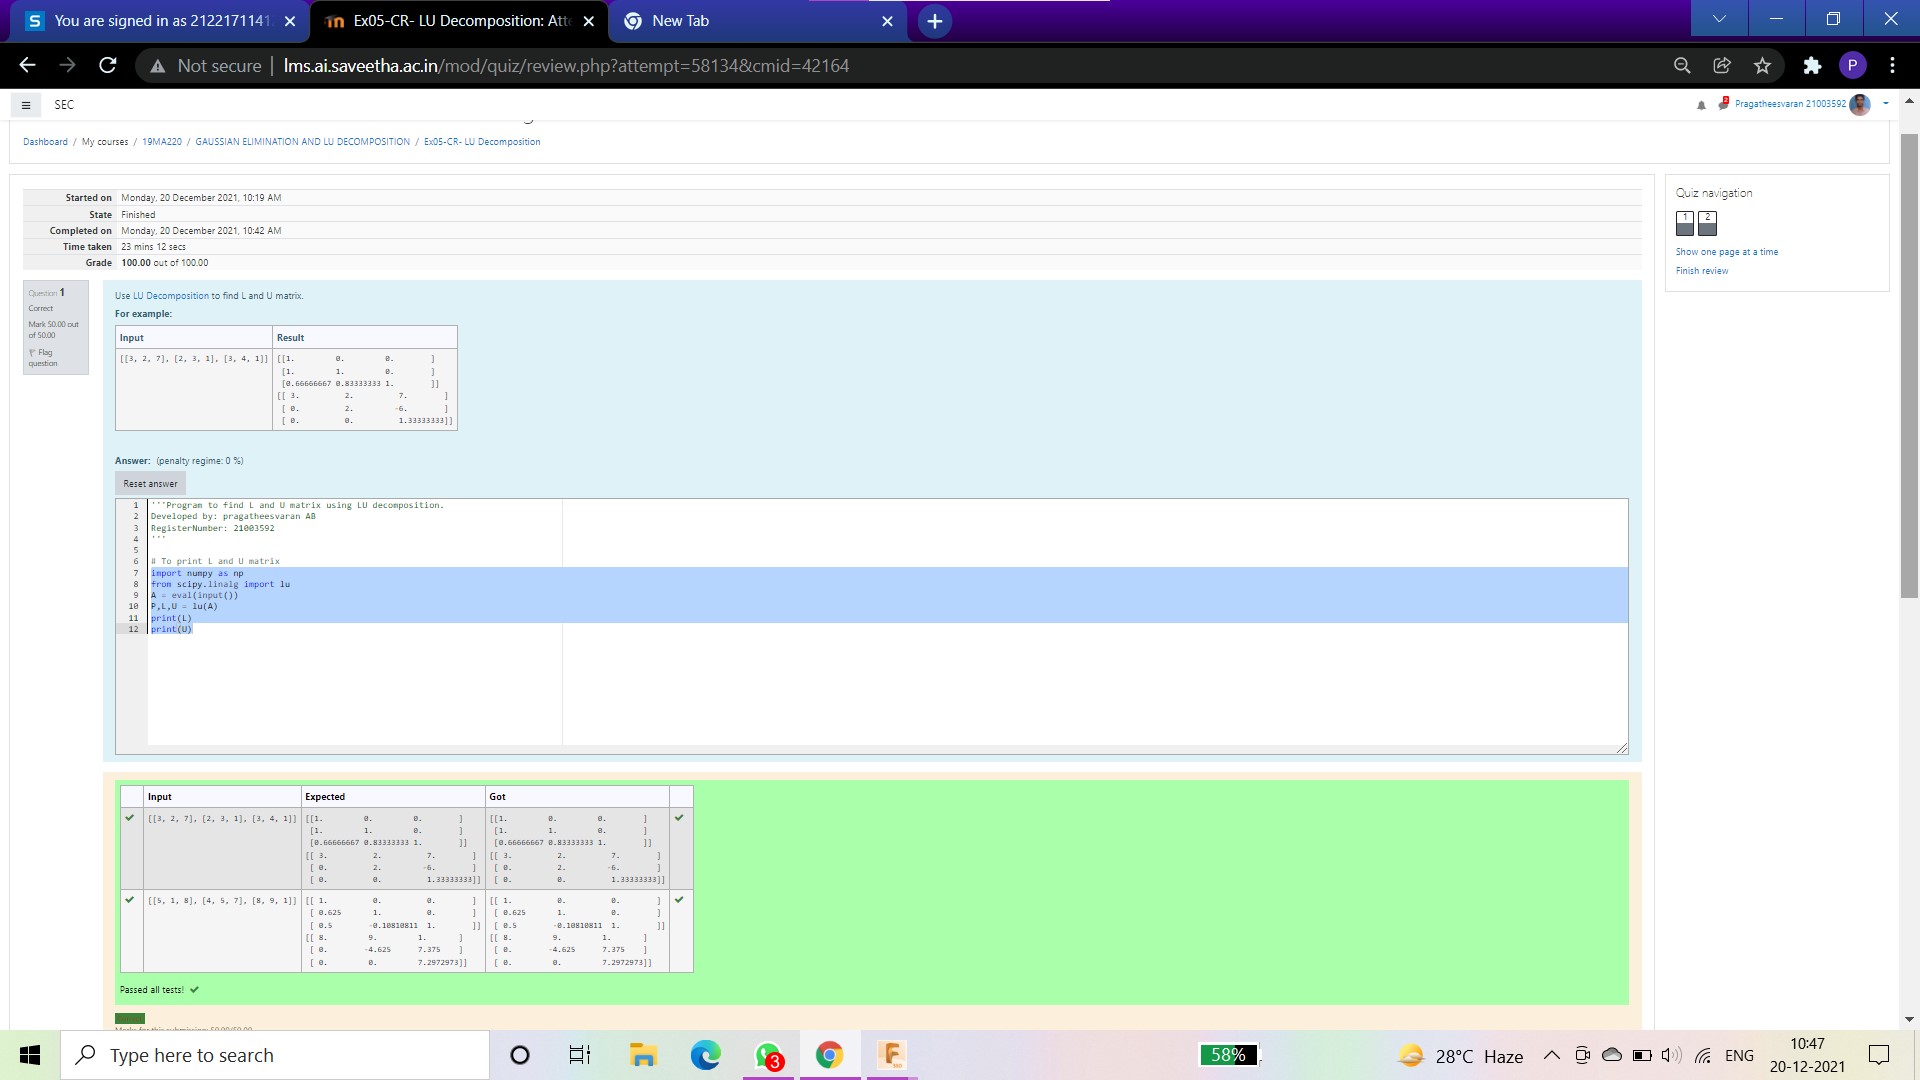 You are signed in as 2122171141
Ex05-CR- LU Decomposition: Att
New Tab
Not secure | lms.ai.saveetha.ac.in/mod/quiz/review.php?attempt=58134&cmid=42164
P
SEC
Pragatheesvaran 21003592
Dashboard / My courses / 19MA220 / GAUSSIAN ELIMINATION AND LU DECOMPOSITION / Ex05-CR- LU Decomposition
Started on Monday, 20 December 2021, 10:19 AM
State Finished
Completed on Monday, 20 December 2021, 10:42 AM
Time taken 23 mins 12 secs
Grade 100.00 out of 100.00
Quiz navigation
1 2
Show one page at a time
Finish review
Question 1
Correct
Mark 50.00 out
of 50.00
Flag
question
Use LU Decomposition to find L and U matrix.
For example:
Input Result
[[3, 2, 7], [2, 3, 1], [3, 4, 1]] [[1. 0. 0. ]
[1. 1. 0. ]
[0.66666667 0.83333333 1. ]]
[[ 3. 2. 7. ]
[ 0. 2. -6. ]
[ 0. 0. 1.33333333]]
Answer: (penalty regime: 0 %)
Reset answer
1 '''Program to find L and U matrix using LU decomposition.
2 Developed by: pragatheesvaran AB
3 RegisterNumber: 21003592
4 '''
5
6 # To print L and U matrix
7 import numpy as np
8 from scipy.linalg import lu
9 A = eval(input())
10 P,L,U = lu(A)
11 print(L)
12 print(U)
Input Expected Got
[[3, 2, 7], [2, 3, 1], [3, 4, 1]] [[1. 0. 0. ] [[1. 0. 0. ]
[1. 1. 0. ] [1. 1. 0. ]
[0.66666667 0.83333333 1. ]] [0.66666667 0.83333333 1. ]]
[[ 3. 2. 7. ] [[ 3. 2. 7. ]
[ 0. 2. -6. ] [ 0. 2. -6. ]
[ 0. 0. 1.33333333]] [ 0. 0. 1.33333333]]
[[5, 1, 8], [4, 5, 7], [8, 9, 1]] [[ 1. 0. 0. ] [[ 1. 0. 0. ]
[ 0.625 1. 0. ] [ 0.625 1. 0. ]
[ 0.5 -0.10810811 1. ]] [ 0.5 -0.10810811 1. ]]
[[ 8. 9. 1. ] [[ 8. 9. 1. ]
[ 0. -4.625 7.375 ] [ 0. -4.625 7.375 ]
[ 0. 0. 7.2972973]] [ 0. 0. 7.2972973]]
Passed all tests!
Marks for this submission: 50.00/50.00
Type here to search
3
58%
28°C Haze
ENG
10:47
20-12-2021